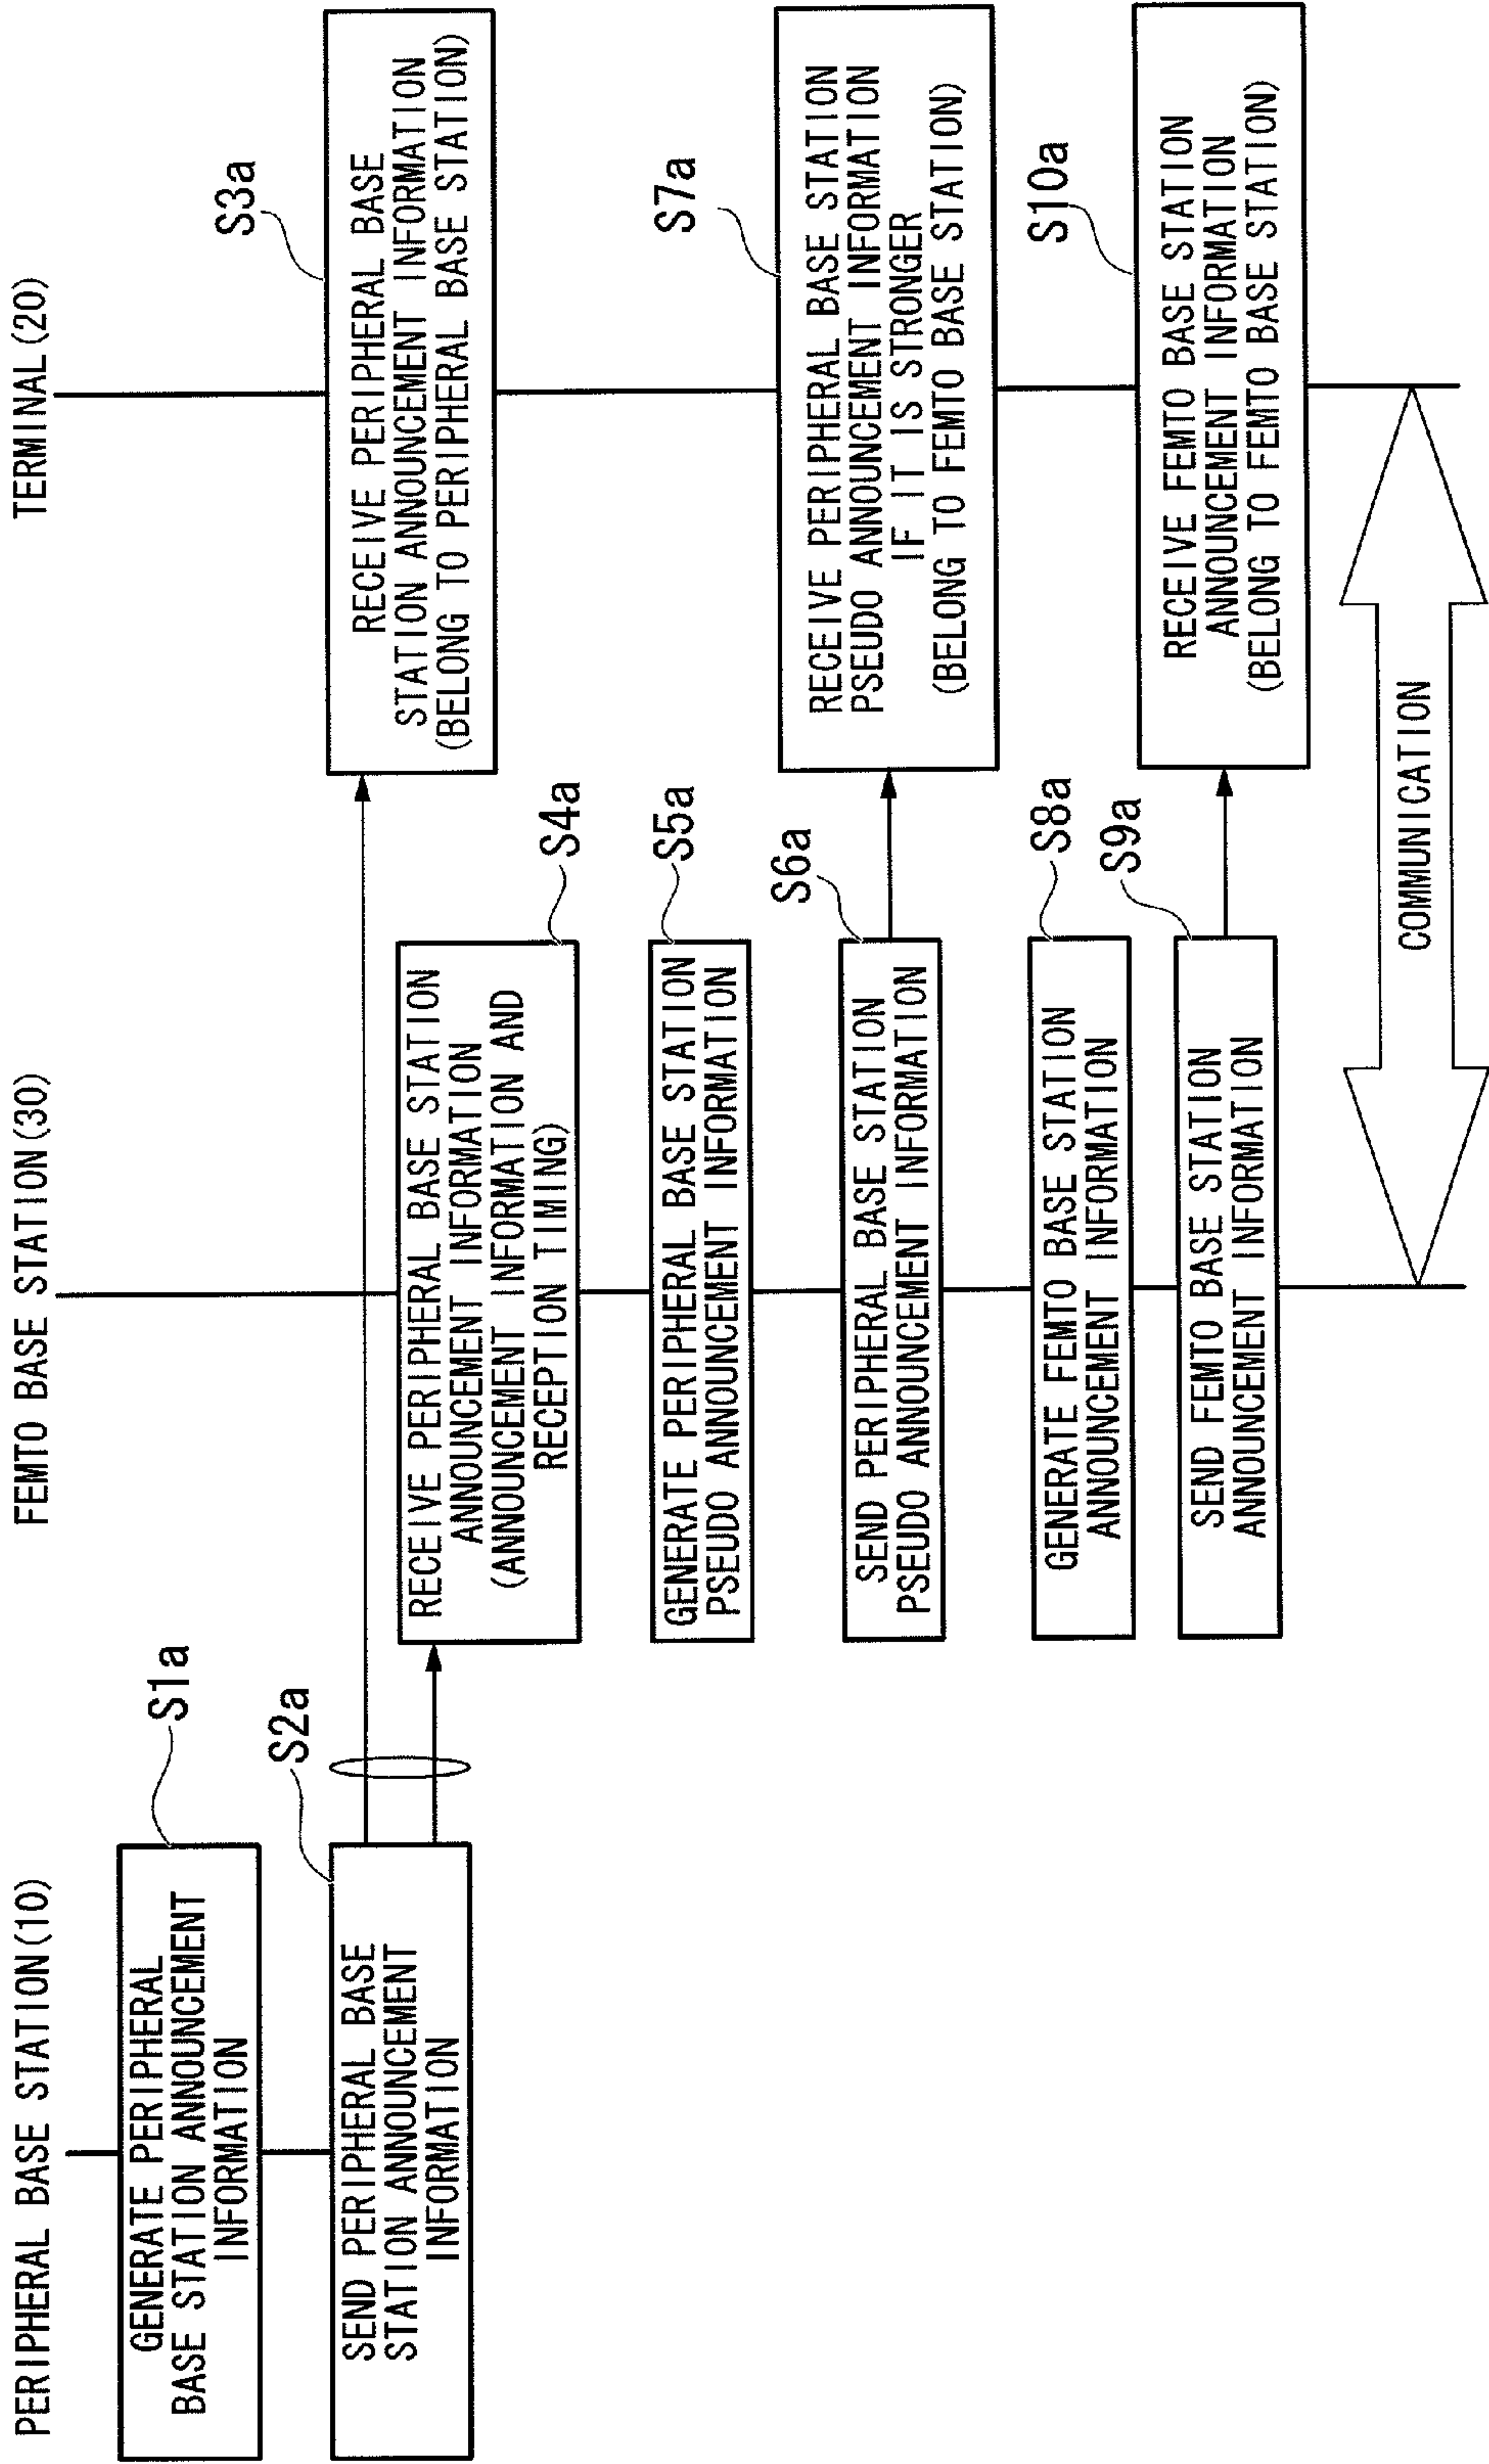 PERIPHERAL BASE STATION(10)
FEMTO BASE STATION(30)
TERMINAL(20)
S1a
GENERATE PERIPHERAL
BASE STATION ANNOUNCEMENT
INFORMATION
S2a
SEND PERIPHERAL BASE
STATION ANNOUNCEMENT
INFORMATION
S3a
RECEIVE PERIPHERAL BASE
STATION ANNOUNCEMENT INFORMATION
(BELONG TO PERIPHERAL BASE STATION)
S4a
RECEIVE PERIPHERAL BASE STATION
ANNOUNCEMENT INFORMATION
(ANNOUNCEMENT INFORMATION AND
RECEPTION TIMING)
S5a
GENERATE PERIPHERAL BASE STATION
PSEUDO ANNOUNCEMENT INFORMATION
S6a
SEND PERIPHERAL BASE STATION
PSEUDO ANNOUNCEMENT INFORMATION
S7a
RECEIVE PERIPHERAL BASE STATION
PSEUDO ANNOUNCEMENT INFORMATION
IF IT IS STRONGER
(BELONG TO FEMTO BASE STATION)
S8a
GENERATE FEMTO BASE STATION
ANNOUNCEMENT INFORMATION
S9a
SEND FEMTO BASE STATION
ANNOUNCEMENT INFORMATION
S10a
RECEIVE FEMTO BASE STATION
ANNOUNCEMENT INFORMATION
(BELONG TO FEMTO BASE STATION)
COMMUNICATION